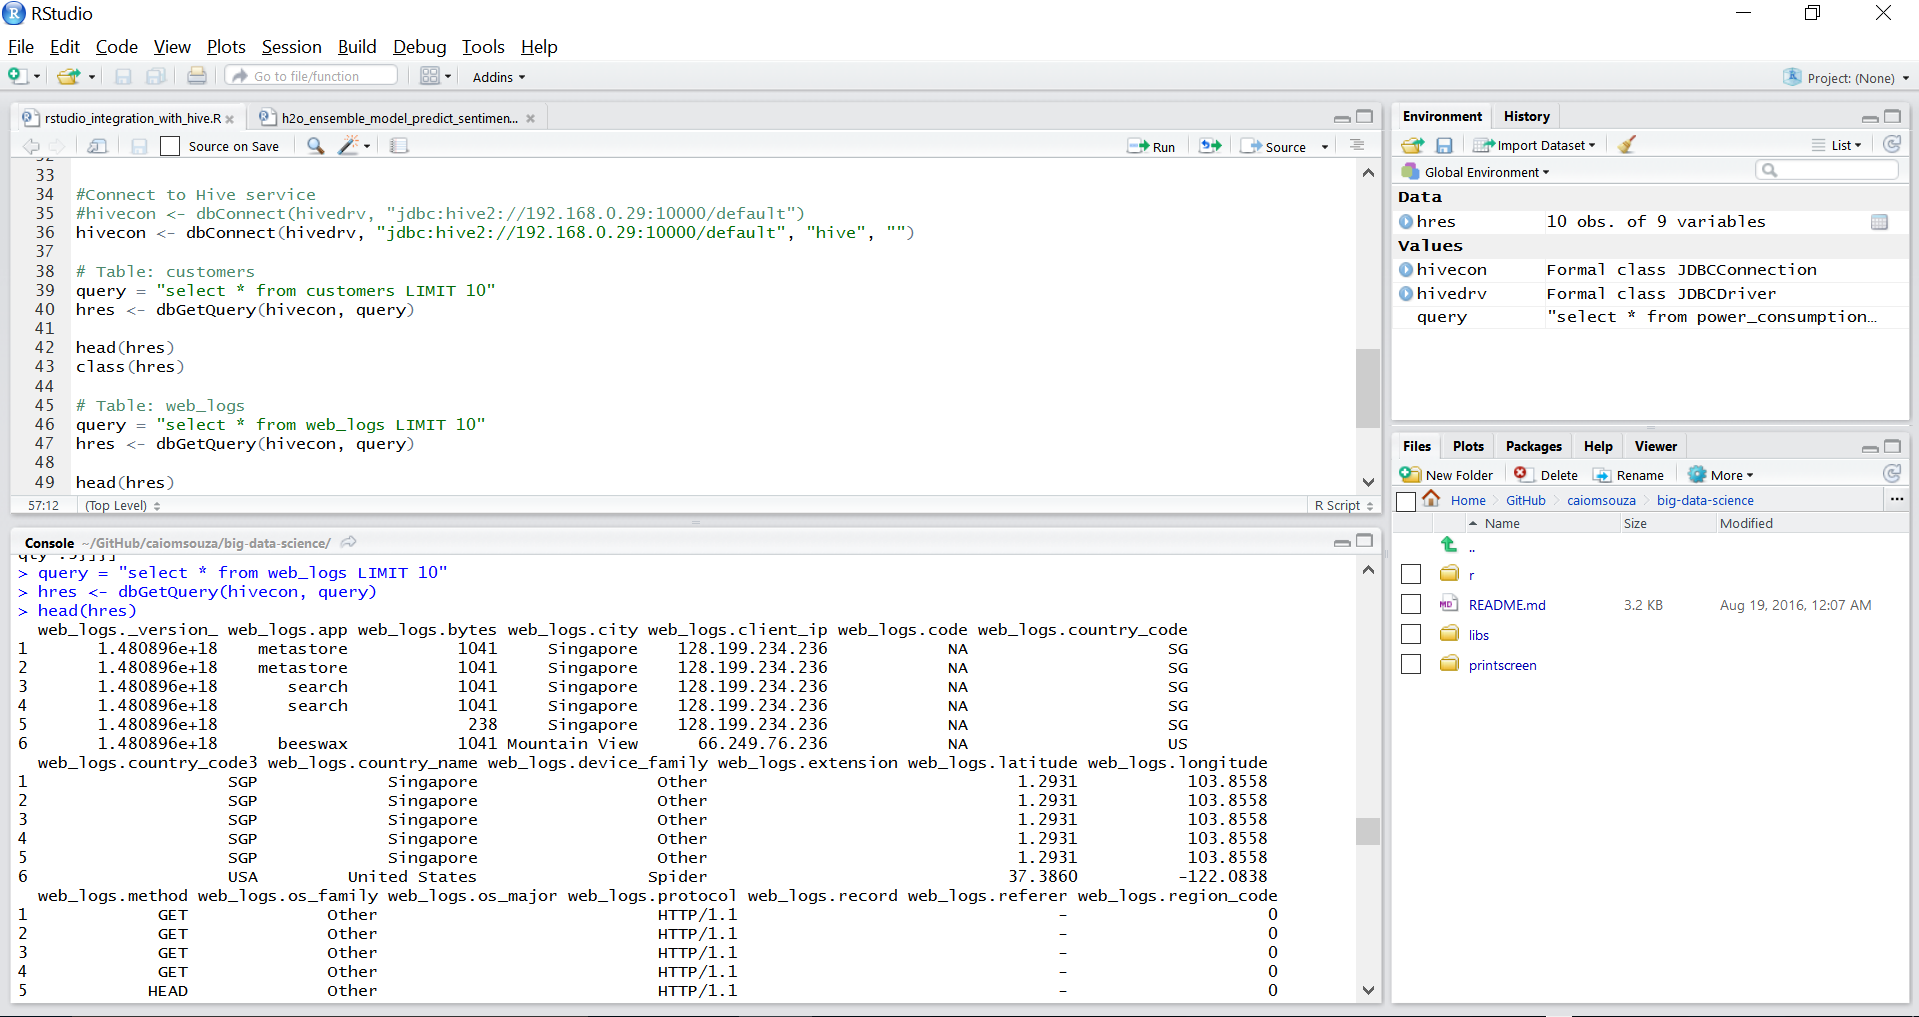 RStudio
File Edit Code View Plots Session Build Debug Tools Help
Go to file/function Addins Project: (None)
rstudio_integration_with_hive.R h2o_ensemble_model_predict_sentimen...
Source on Save Run Source
33
34 #Connect to Hive service
35 #hivecon <- dbConnect(hivedrv, "jdbc:hive2://192.168.0.29:10000/default")
36 hivecon <- dbConnect(hivedrv, "jdbc:hive2://192.168.0.29:10000/default", "hive", "")
37
38 # Table: customers
39 query = "select * from customers LIMIT 10"
40 hres <- dbGetQuery(hivecon, query)
41
42 head(hres)
43 class(hres)
44
45 # Table: web_logs
46 query = "select * from web_logs LIMIT 10"
47 hres <- dbGetQuery(hivecon, query)
48
49 head(hres)
57:12 (Top Level) R Script
Console ~/GitHub/caiomsouza/big-data-science/
> query = "select * from web_logs LIMIT 10"
> hres <- dbGetQuery(hivecon, query)
> head(hres)
web_logs._version_ web_logs.app web_logs.bytes web_logs.city web_logs.client_ip web_logs.code web_logs.country_code
1 1.480896e+18 metastore 1041 Singapore 128.199.234.236 NA SG
2 1.480896e+18 metastore 1041 Singapore 128.199.234.236 NA SG
3 1.480896e+18 search 1041 Singapore 128.199.234.236 NA SG
4 1.480896e+18 search 1041 Singapore 128.199.234.236 NA SG
5 1.480896e+18 238 Singapore 128.199.234.236 NA SG
6 1.480896e+18 beeswax 1041 Mountain View 66.249.76.236 NA US
web_logs.country_code3 web_logs.country_name web_logs.device_family web_logs.extension web_logs.latitude web_logs.longitude
1 SGP Singapore Other 1.2931 103.8558
2 SGP Singapore Other 1.2931 103.8558
3 SGP Singapore Other 1.2931 103.8558
4 SGP Singapore Other 1.2931 103.8558
5 SGP Singapore Other 1.2931 103.8558
6 USA United States Spider 37.3860 -122.0838
web_logs.method web_logs.os_family web_logs.os_major web_logs.protocol web_logs.record web_logs.referer web_logs.region_code
1 GET Other HTTP/1.1 - 0
2 GET Other HTTP/1.1 - 0
3 GET Other HTTP/1.1 - 0
4 GET Other HTTP/1.1 - 0
5 HEAD Other HTTP/1.1 - 0
Environment History
Import Dataset List
Global Environment
Data
hres 10 obs. of 9 variables
Values
hivecon Formal class JDBCConnection
hivedrv Formal class JDBCDriver
query "select * from power_consumption...
Files Plots Packages Help Viewer
New Folder Delete Rename More
Home GitHub caiomsouza big-data-science ...
Name Size Modified
..
r
README.md 3.2 KB Aug 19, 2016, 12:07 AM
libs
printscreen